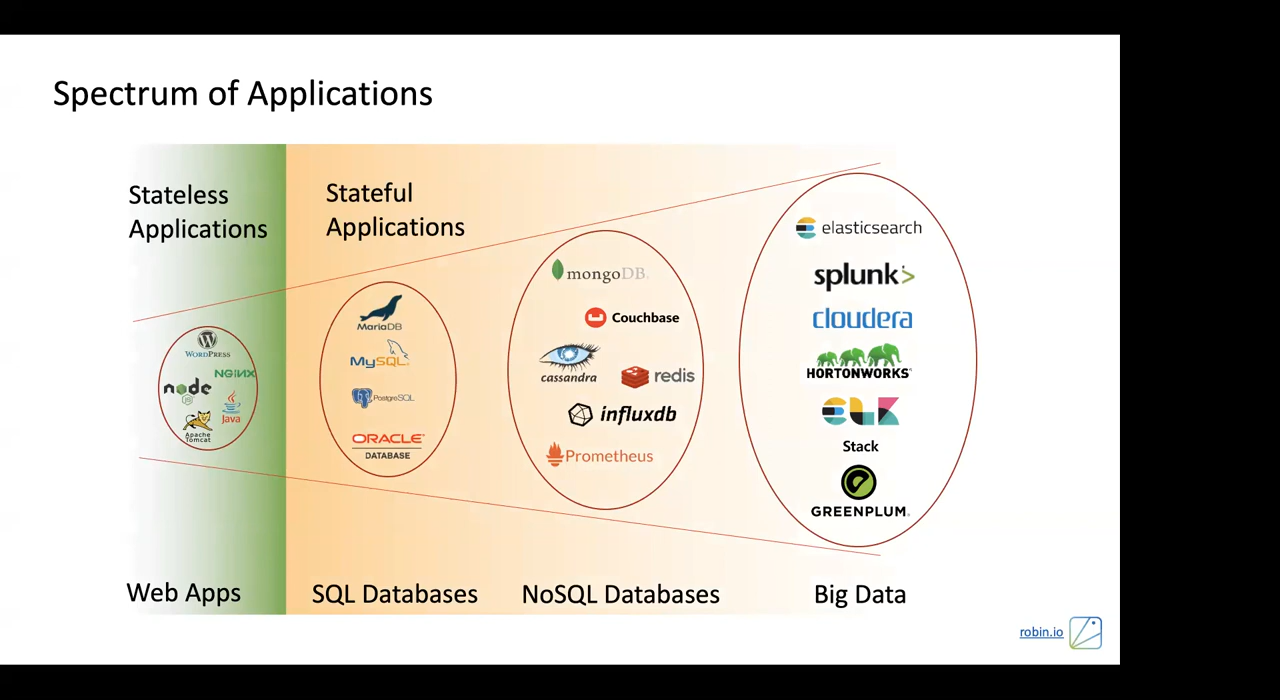 Spectrum of Applications
Stateless
Applications
Stateful
Applications
WORDPRESS
NGINX
node
JS
Java
APACHE
TOMCAT
MariaDB
MySQL
PostgreSQL
ORACLE
DATABASE
mongoDB
Couchbase
cassandra
redis
influxdb
Prometheus
elasticsearch
splunk>
cloudera
HORTONWORKS
ELK
Stack
GREENPLUM
Web Apps
SQL Databases
NoSQL Databases
Big Data
robin.io